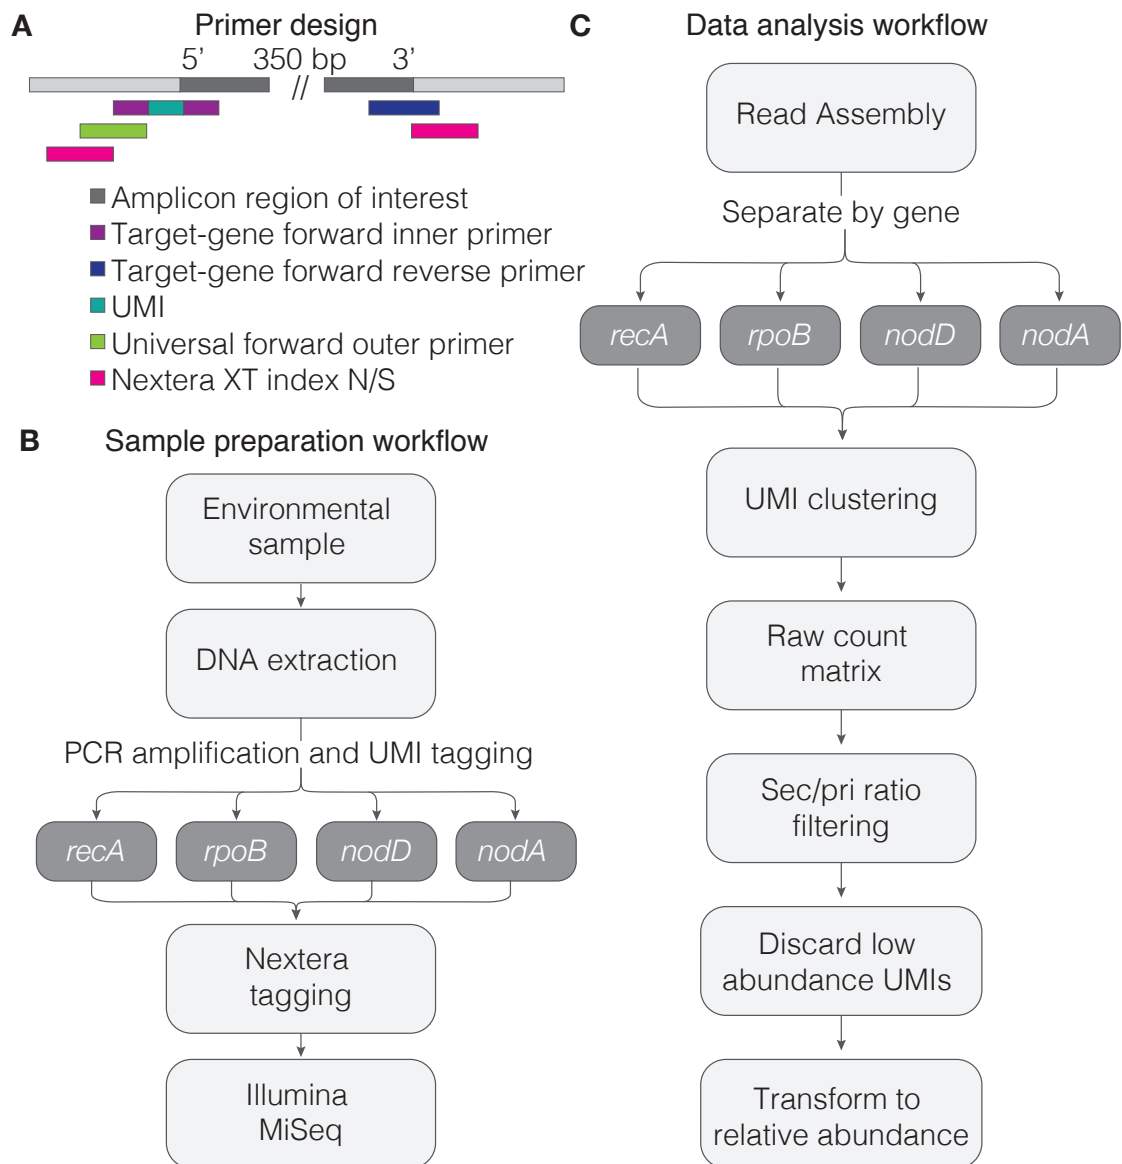 A
Primer design
5’ 350 bp 3’
//
Amplicon region of interest
Target-gene forward inner primer
Target-gene forward reverse primer
UMI
Universal forward outer primer
Nextera XT index N/S
B
Sample preparation workflow
Environmental
sample
DNA extraction
PCR amplification and UMI tagging
recA rpoB nodD nodA
Nextera
tagging
Illumina
MiSeq
C
Data analysis workflow
Read Assembly
Separate by gene
recA rpoB nodD nodA
UMI clustering
Raw count
matrix
Sec/pri ratio
filtering
Discard low
abundance UMIs
Transform to
relative abundance